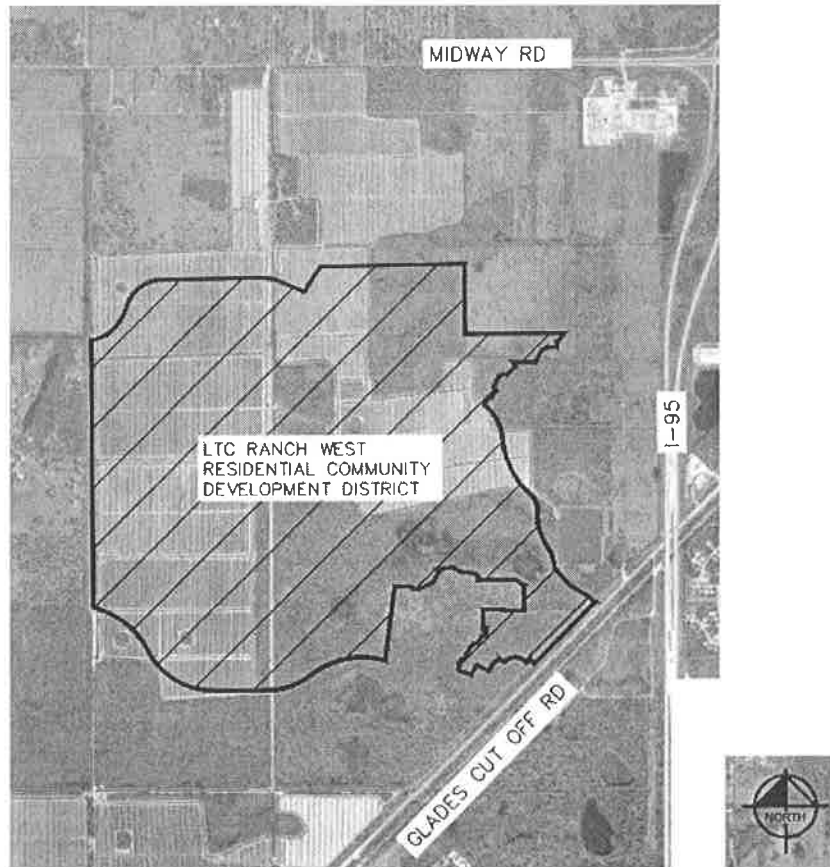 MIDWAY RD
I-95
LTC RANCH WEST
RESIDENTIAL COMMUNITY
DEVELOPMENT DISTRICT
GLADES CUT OFF RD
NORTH